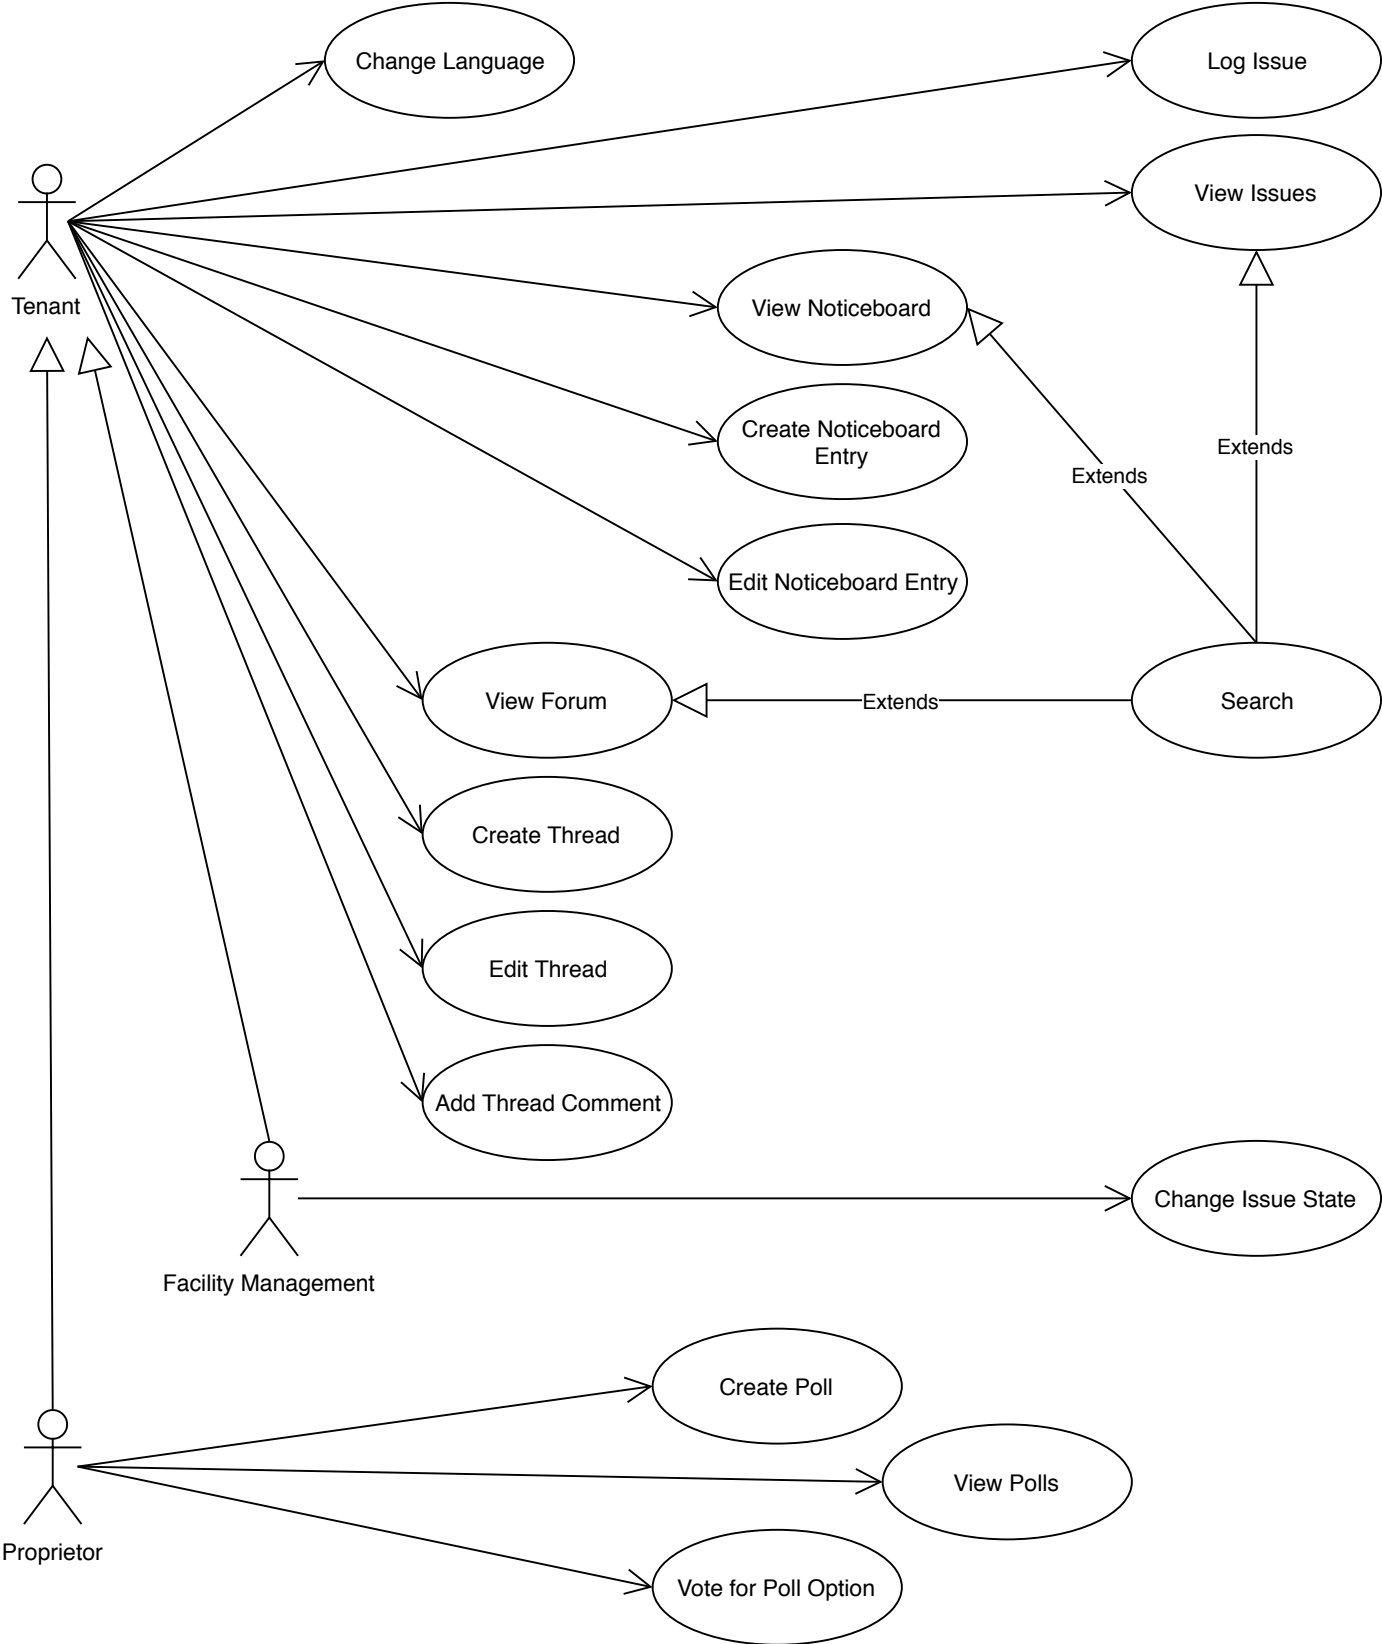 Change Language
Log Issue
View Issues
Tenant
View Noticeboard
Create Noticeboard
Entry
Extends
Extends
Edit Noticeboard Entry
View Forum
Extends
Search
Create Thread
Edit Thread
Add Thread Comment
Change Issue State
Facility Management
Create Poll
View Polls
Proprietor
Vote for Poll Option